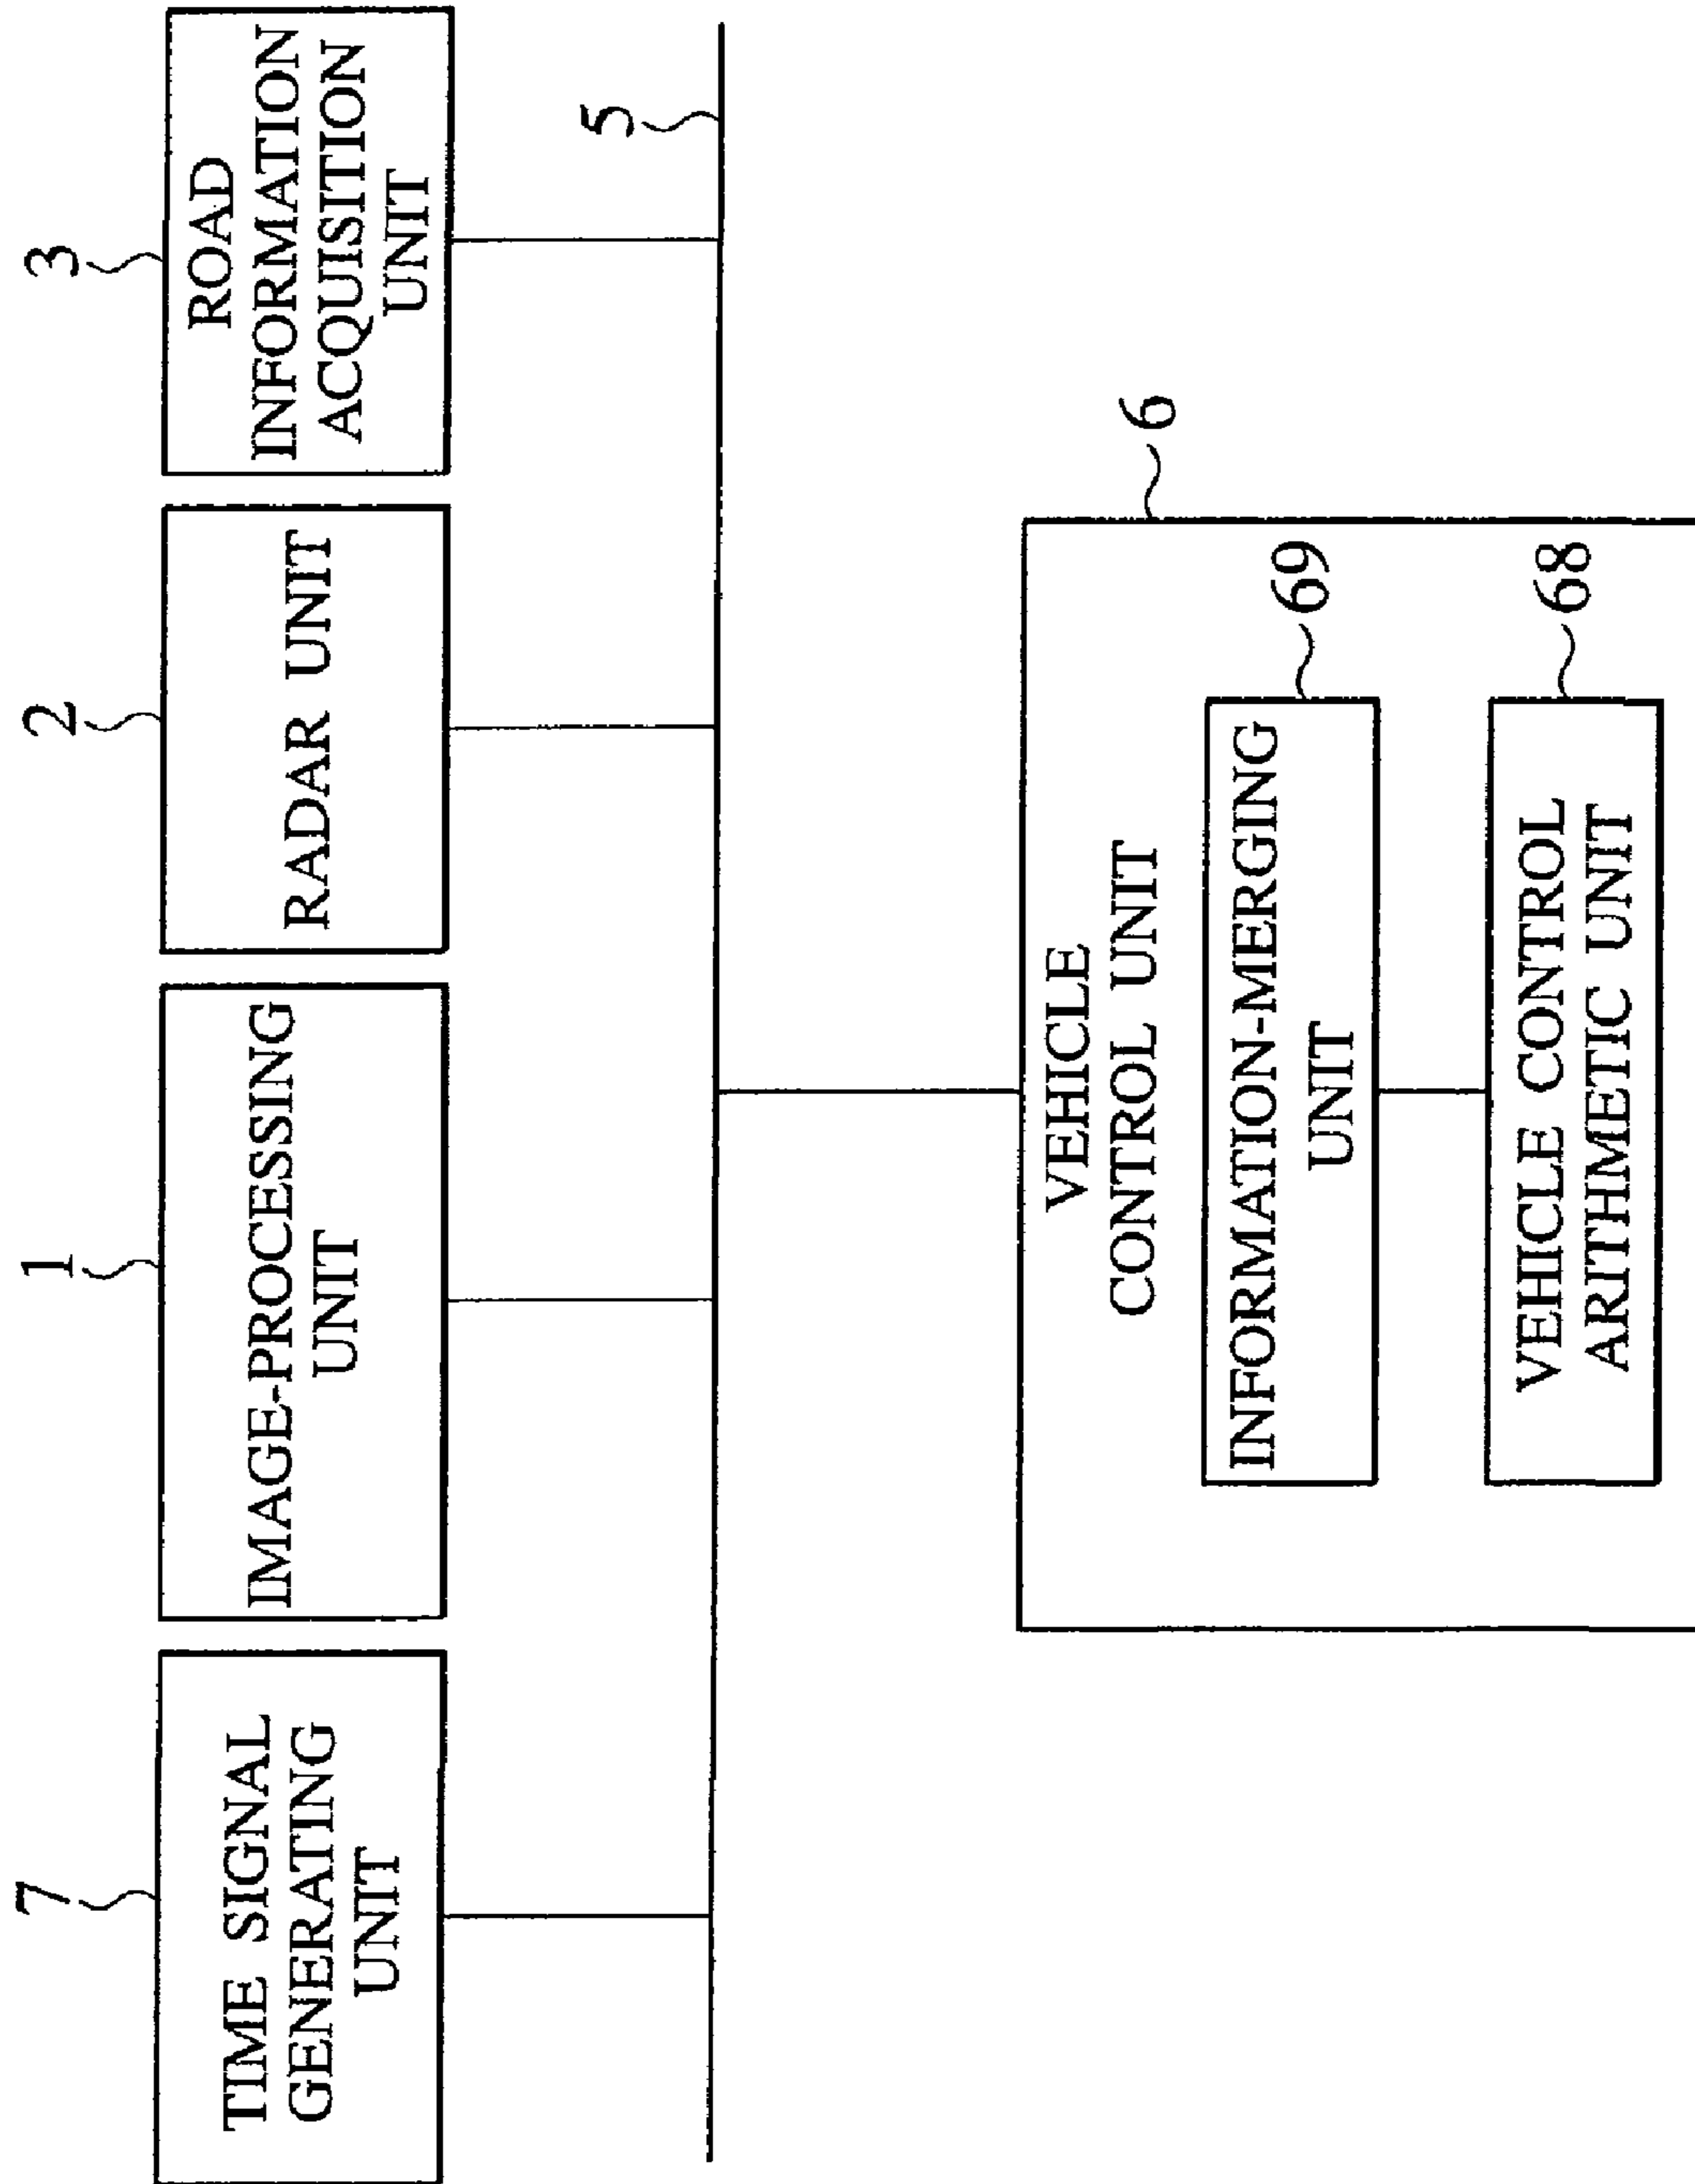 7
TIME SIGNAL
GENERATING
UNIT
1
IMAGE-PROCESSING
UNIT
2
RADAR UNIT
3
ROAD
INFORMATION
ACQUISITION
UNIT
5
6
VEHICLE
CONTROL UNIT
69
INFORMATION-MERGING
UNIT
68
VEHICLE CONTROL
ARITHMETIC UNIT